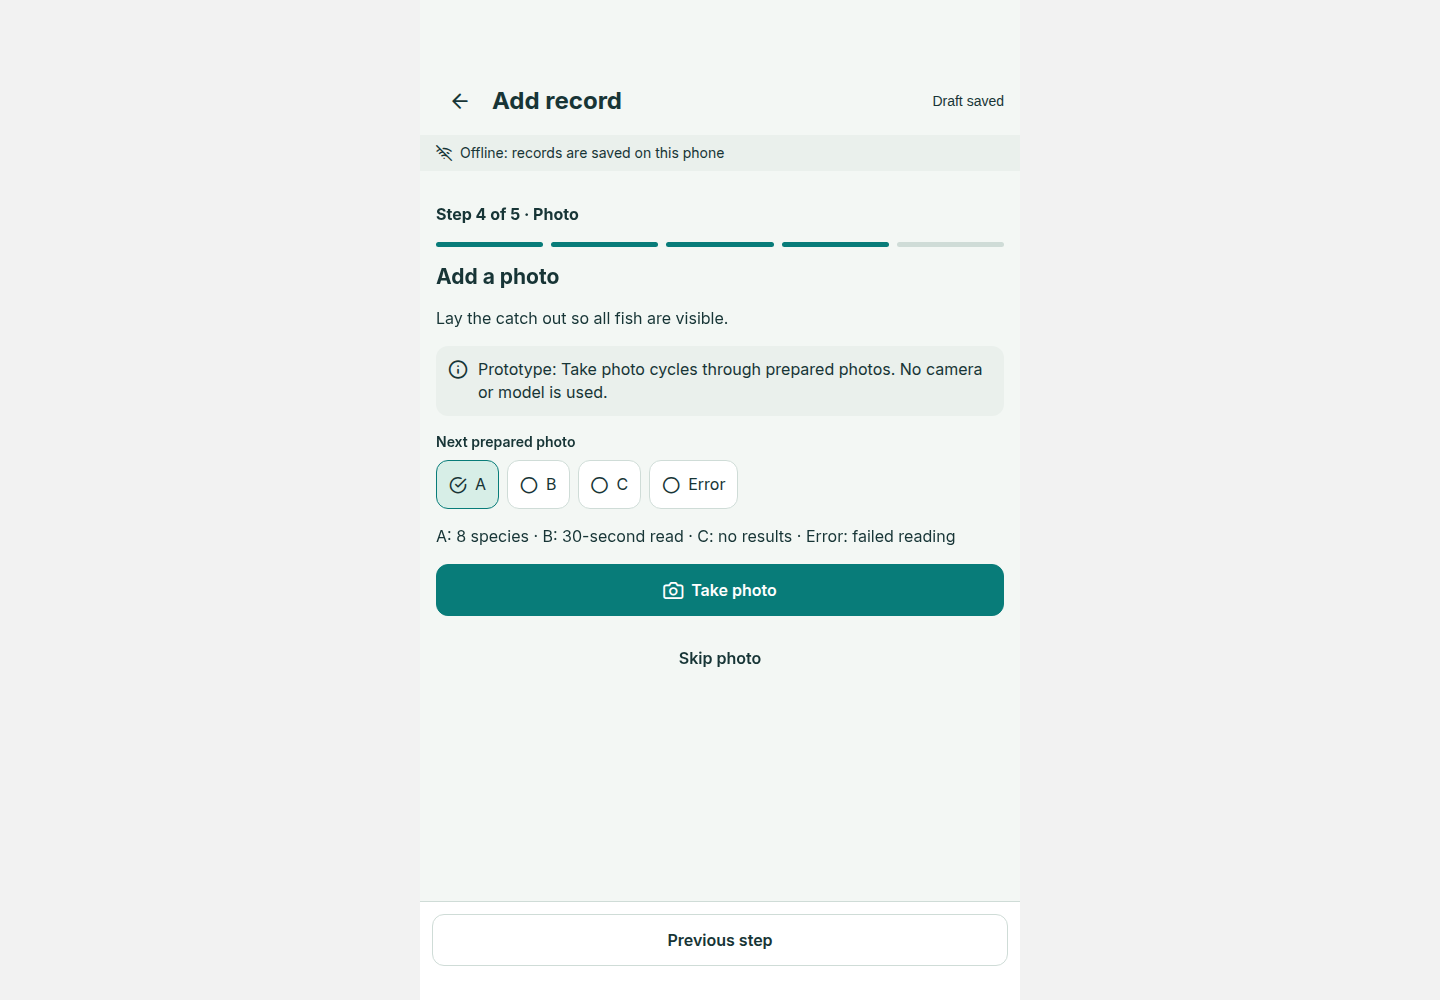 Add record
Draft saved
Offline: records are saved on this phone
Step 4 of 5 · Photo
Add a photo
Lay the catch out so all fish are visible.
Prototype: Take photo cycles through prepared photos. No camera
or model is used.
Next prepared photo
A B C Error
A: 8 species · B: 30-second read · C: no results · Error: failed reading
Take photo
Skip photo
Previous step